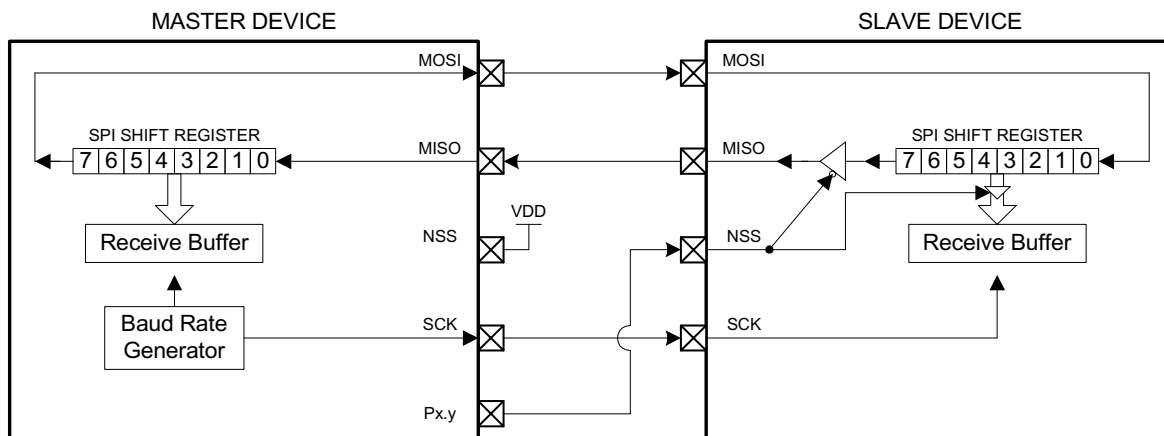 MASTER DEVICE
SLAVE DEVICE
MOSI
MOSI
SPI SHIFT REGISTER
7 6 5 4 3 2 1 0
MISO
MISO
SPI SHIFT REGISTER
7 6 5 4 3 2 1 0
Receive Buffer
NSS
VDD
NSS
Receive Buffer
Baud Rate
Generator
SCK
SCK
Px.y